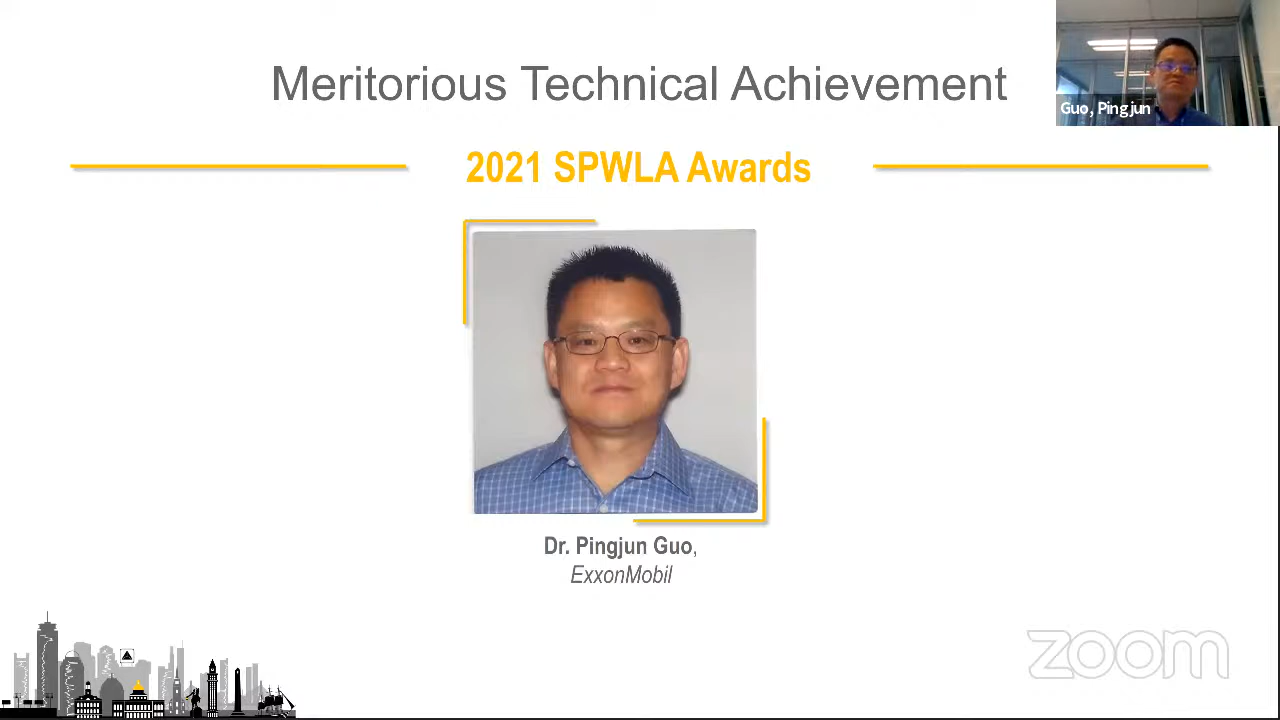 Meritorious Technical Achievement
Guo, Pingjun
2021 SPWLA Awards
Dr. Pingjun Guo,
ExxonMobil
zoom